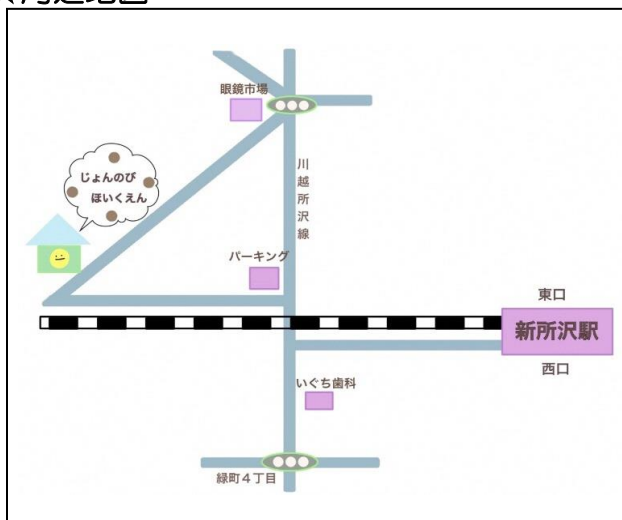 眼鏡市場
じょんのび
ほいくえん
川越所沢線
パーキング
東口
新所沢駅
西口
いぐち歯科
緑町4丁目